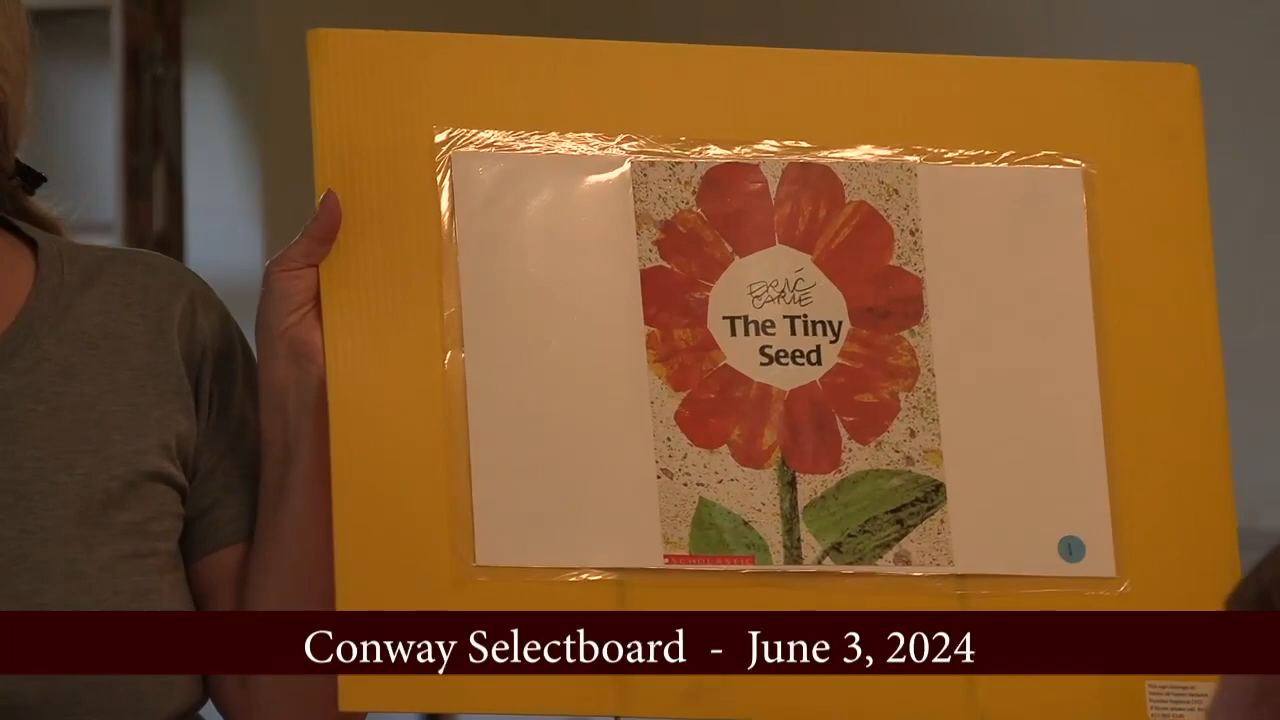 ERIC
CARLE
The Tiny
Seed
SCHOLASTIC
1
Conway Selectboard - June 3, 2024